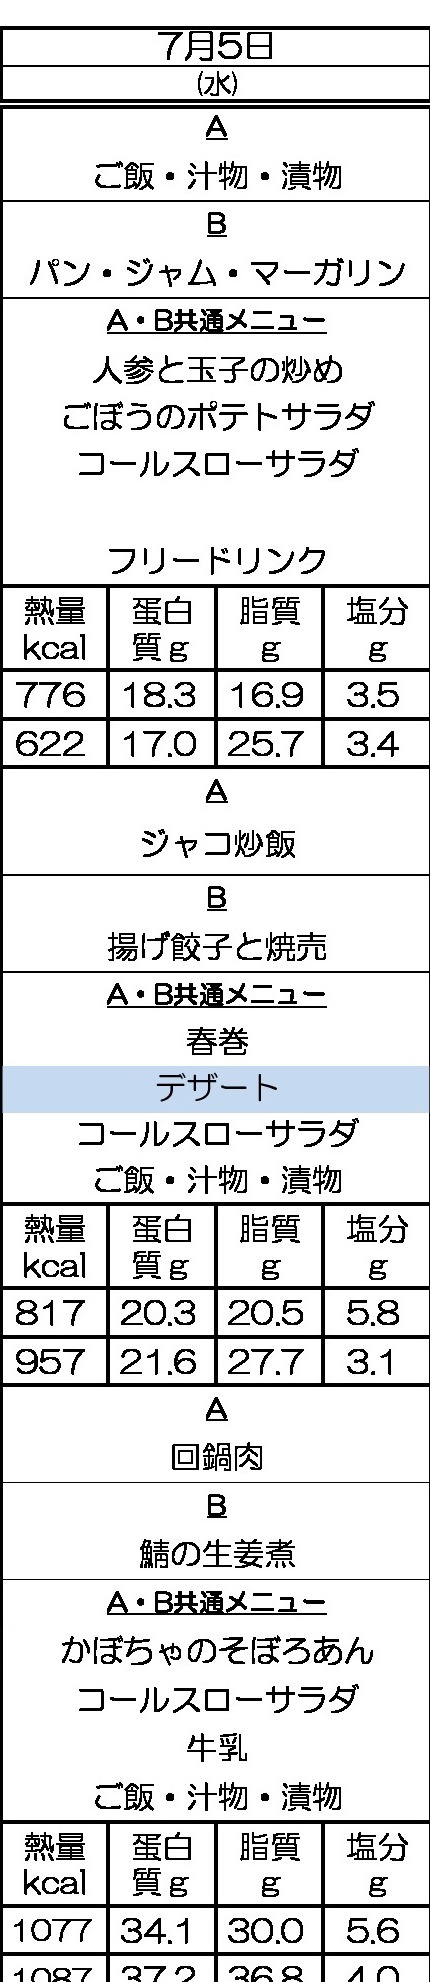 7月5日
(水)
A
ご飯・汁物・漬物
B
パン・ジャム・マーガリン
A・B共通メニュー
人参と玉子の炒め
ごぼうのポテトサラダ
コールスローサラダ
フリードリンク
熱量 蛋白 脂質 塩分
kcal 質g g g
776 18.3 16.9 3.5
622 17.0 25.7 3.4
A
ジャコ炒飯
B
揚げ餃子と焼売
A・B共通メニュー
春巻
デザート
コールスローサラダ
ご飯・汁物・漬物
熱量 蛋白 脂質 塩分
kcal 質g g g
817 20.3 20.5 5.8
957 21.6 27.7 3.1
A
回鍋肉
B
鯖の生姜煮
A・B共通メニュー
かぼちゃのそぼろあん
コールスローサラダ
牛乳
ご飯・汁物・漬物
熱量 蛋白 脂質 塩分
kcal 質g g g
1077 34.1 30.0 5.6
1087 37.2 36.8 4.0